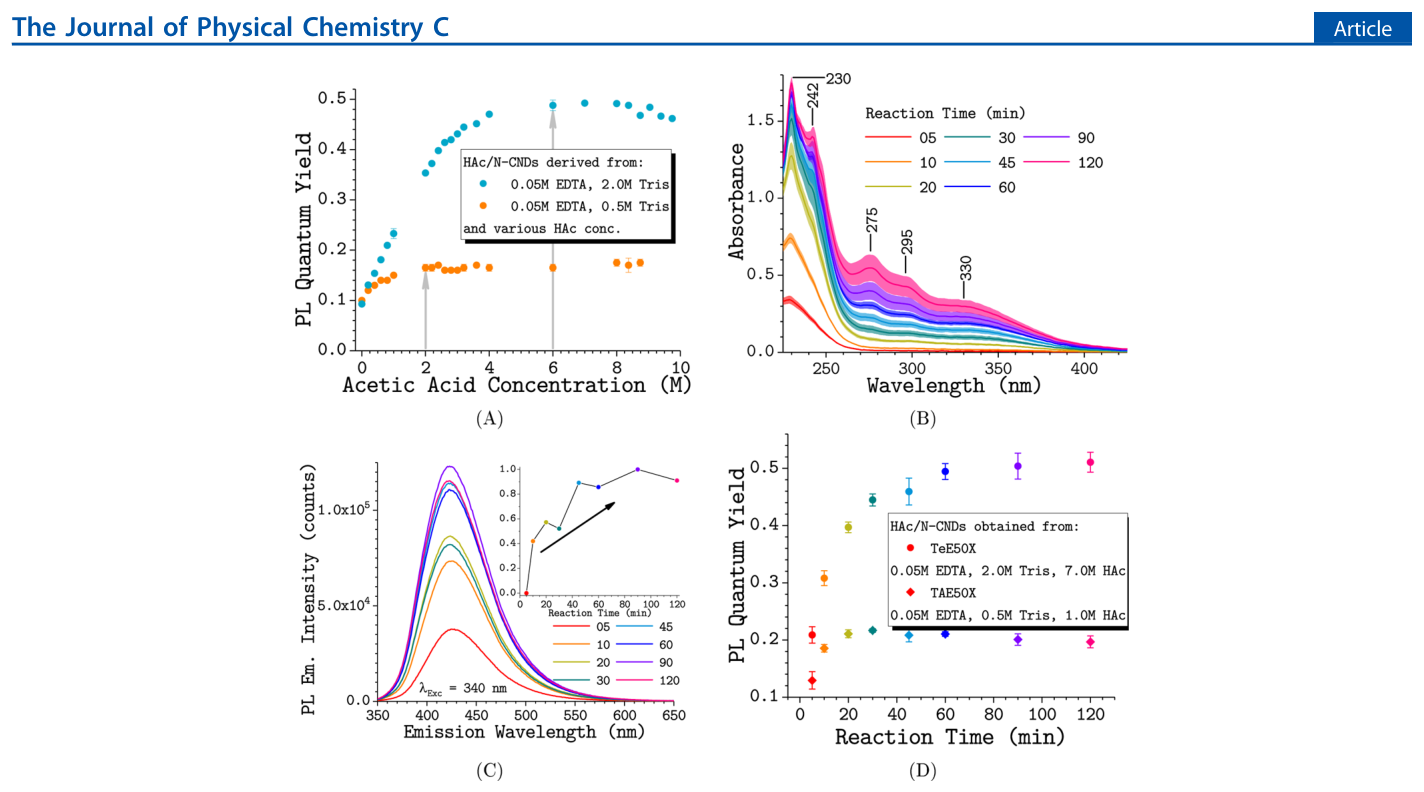 The Journal of Physical Chemistry C
Article
PL Quantum Yield
0.5
0.4
0.3
0.2
0.1
0.0
HAc/N-CNDs derived from:
0.05M EDTA, 2.0M Tris
0.05M EDTA, 0.5M Tris
and various HAc conc.
0 2 4 6 8 10
Acetic Acid Concentration (M)
(A)
Absorbance
1.5
1.0
0.5
0.0
230
242
275
295
330
Reaction Time (min)
05 30 90
10 45 120
20 60
250 300 350 400
Wavelength (nm)
(B)
PL Em. Intensity (counts)
1.0x10⁵
5.0x10⁴
0.0
1.0
0.8
0.6
0.4
0.2
0.0
0 20 40 60 80 100 120
Reaction Time (min)
05 45
10 60
20 90
30 120
λExc = 340 nm
350 400 450 500 550 600 650
Emission Wavelength (nm)
(C)
PL Quantum Yield
0.5
0.4
0.3
0.2
0.1
HAc/N-CNDs obtained from:
TeE50X
0.05M EDTA, 2.0M Tris, 7.0M HAc
TAE50X
0.05M EDTA, 0.5M Tris, 1.0M HAc
0 20 40 60 80 100 120
Reaction Time (min)
(D)